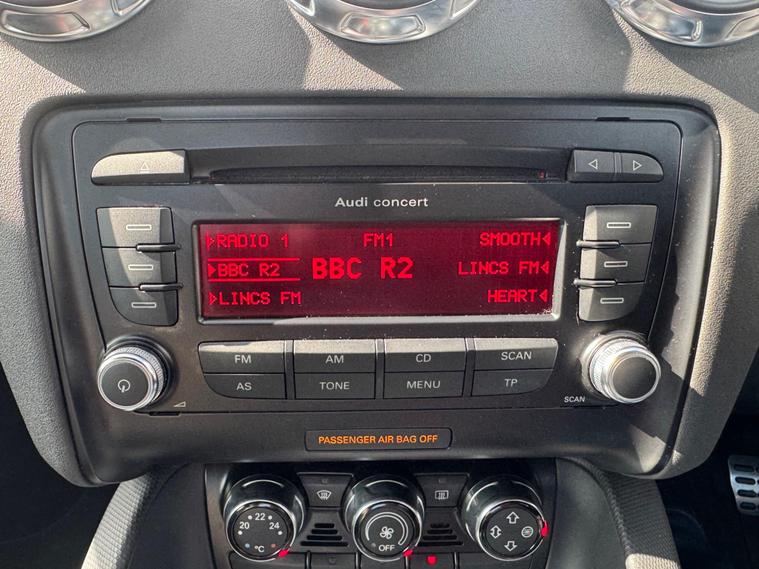 Audi concert
RADIO 1 FM1 SMOOTH
BBC R2 BBC R2 LINCS FM
LINCS FM HEART
FM AM CD SCAN
AS TONE MENU TP
SCAN
PASSENGER AIR BAG OFF
20 22 24
°C
OFF